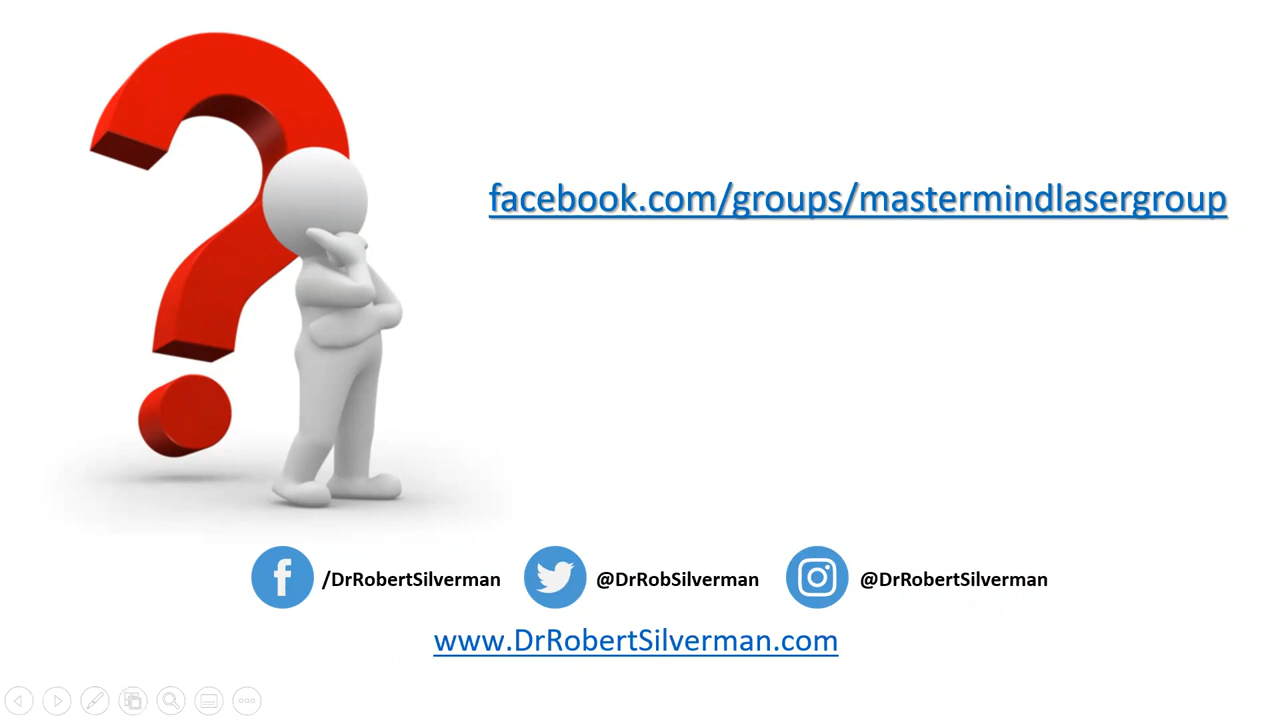 facebook.com/groups/mastermindlasergroup
/DrRobertSilverman @DrRobSilverman @DrRobertSilverman
www.DrRobertSilverman.com